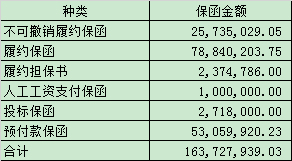 种类 保函金额
不可撤销履约保函 25,735,029.05
履约保函 78,840,203.75
履约担保书 2,374,786.00
人工工资支付保函 1,000,000.00
投标保函 2,718,000.00
预付款保函 53,059,920.23
合计 163,727,939.03